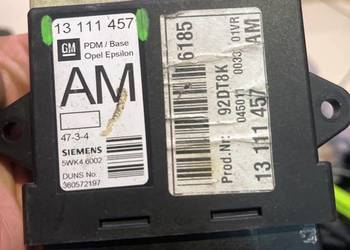 13 111 457
GM
PDM / Base
Opel Epsilon
AM
47-3-4
SIEMENS
5WK4 6002
DUNS No.
360572197
6185
01VR
AM
92DT8K
045011 0033
Prod.Nr.:
13 111 457